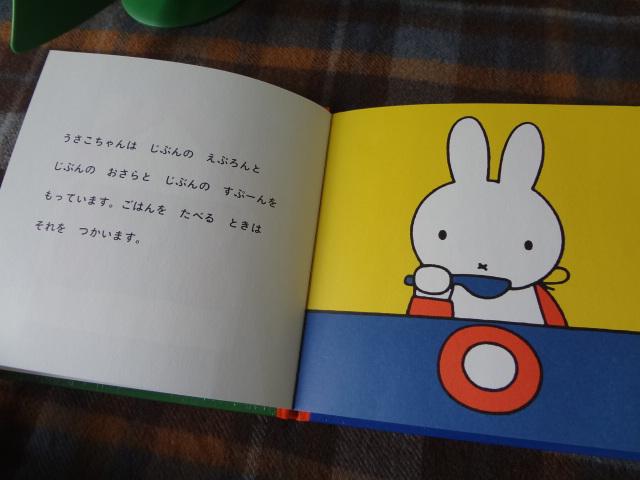 うさこちゃんは　じぶんの　えぷろんと
じぶんの　おさらと　じぶんの　すぷーんを
もっています。ごはんを　たべる　ときは
それを　つかいます。